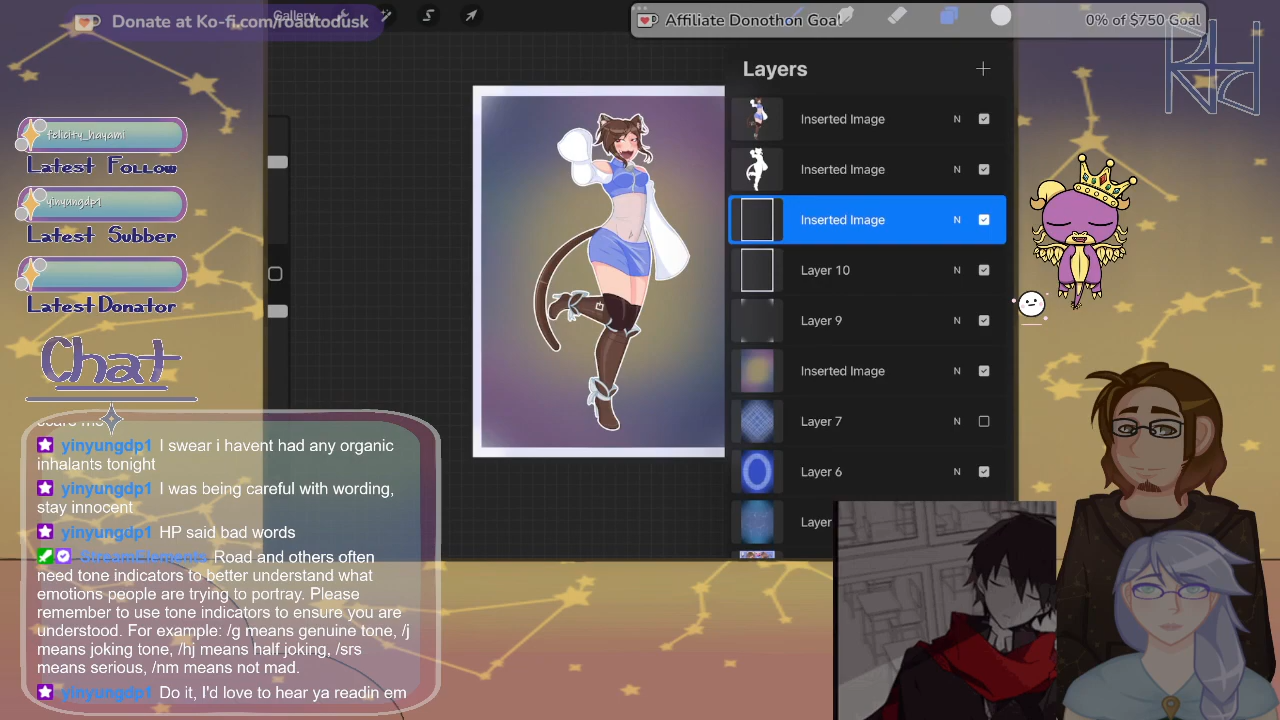 Gallery
Donate at Ko-fi.com/roadtodusk
Affiliate Donothon Goal
0% of $750 Goal
Layers
Inserted Image N
Inserted Image N
Inserted Image N
Layer 10 N
Layer 9 N
Inserted Image N
Layer 7 N
Layer 6 N
Layer
felicity_hayami
Latest Follow
yinyungdp1
Latest Subber
Latest Donator
Chat
scare me
yinyungdp1 I swear i havent had any organic
inhalants tonight
yinyungdp1 I was being careful with wording,
stay innocent
yinyungdp1 HP said bad words
StreamElements Road and others often
need tone indicators to better understand what
emotions people are trying to portray. Please
remember to use tone indicators to ensure you are
understood. For example: /g means genuine tone, /j
means joking tone, /hj means half joking, /srs
means serious, /nm means not mad.
yinyungdp1 Do it, I'd love to hear ya readin em